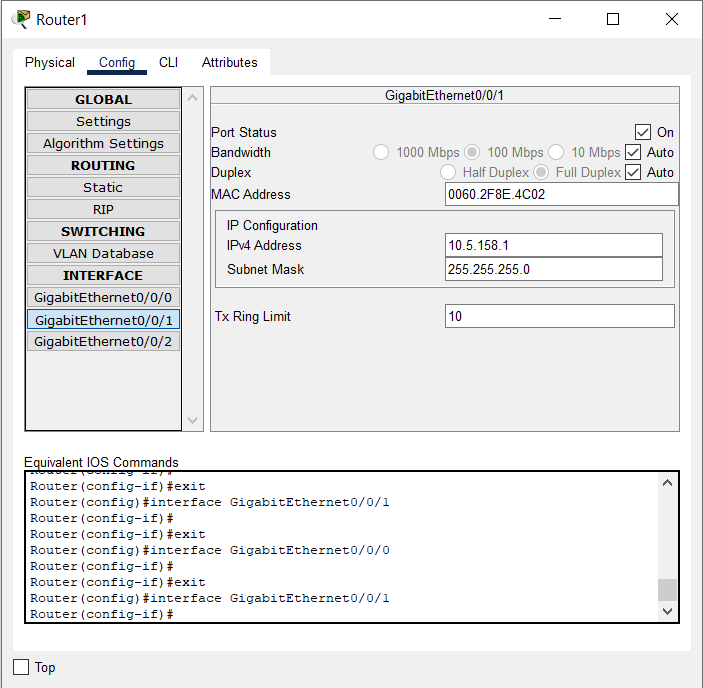 Router1
Physical Config CLI Attributes
GLOBAL
Settings
Algorithm Settings
ROUTING
Static
RIP
SWITCHING
VLAN Database
INTERFACE
GigabitEthernet0/0/0
GigabitEthernet0/0/1
GigabitEthernet0/0/2
GigabitEthernet0/0/1
Port Status On
Bandwidth 1000 Mbps 100 Mbps 10 Mbps Auto
Duplex Half Duplex Full Duplex Auto
MAC Address 0060.2F8E.4C02
IP Configuration
IPv4 Address 10.5.158.1
Subnet Mask 255.255.255.0
Tx Ring Limit 10
Equivalent IOS Commands
Router(config-if)#
Router(config-if)#exit
Router(config)#interface GigabitEthernet0/0/1
Router(config-if)#
Router(config-if)#exit
Router(config)#interface GigabitEthernet0/0/0
Router(config-if)#
Router(config-if)#exit
Router(config)#interface GigabitEthernet0/0/1
Router(config-if)#
Top